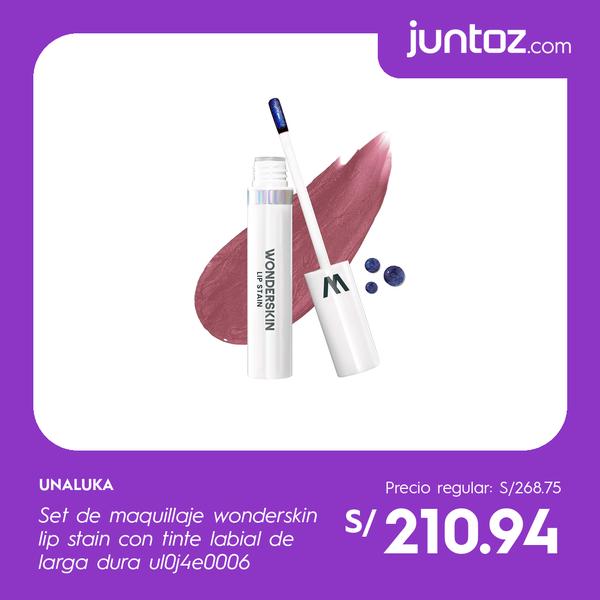 juntoz.com
WONDERSKIN
LIP STAIN
UNALUKA
Set de maquillaje wonderskin
lip stain con tinte labial de
larga dura ul0j4e0006
Precio regular: S/268.75
S/210.94